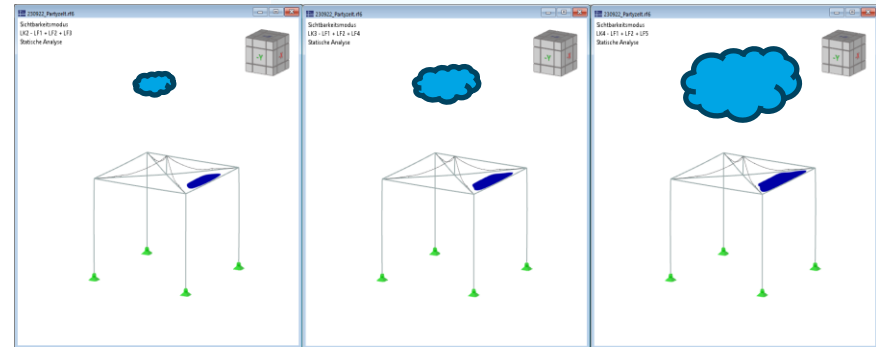 230922_Partyzelt.rf6
Sichtbarkeitsmodus
LK2 - LF1 + LF2 + LF3
Statische Analyse
-Y
230922_Partyzelt.rf6
Sichtbarkeitsmodus
LK3 - LF1 + LF2 + LF4
Statische Analyse
-Y
230922_Partyzelt.rf6
Sichtbarkeitsmodus
LK4 - LF1 + LF2 + LF5
Statische Analyse
-Y